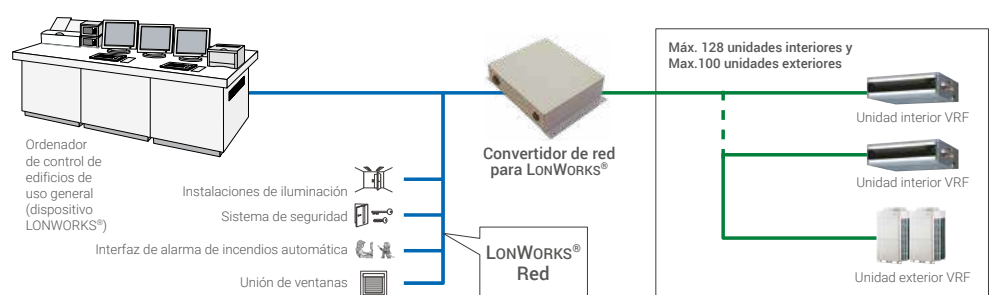 Ordenador
de control de
edificios de
uso general
(dispositivo
LONWORKS®)
Instalaciones de iluminación
Sistema de seguridad
Interfaz de alarma de incendios automática
Unión de ventanas
LONWORKS®
Red
Convertidor de red
para LONWORKS®
Máx. 128 unidades interiores y
Max.100 unidades exteriores
Unidad interior VRF
Unidad interior VRF
Unidad exterior VRF